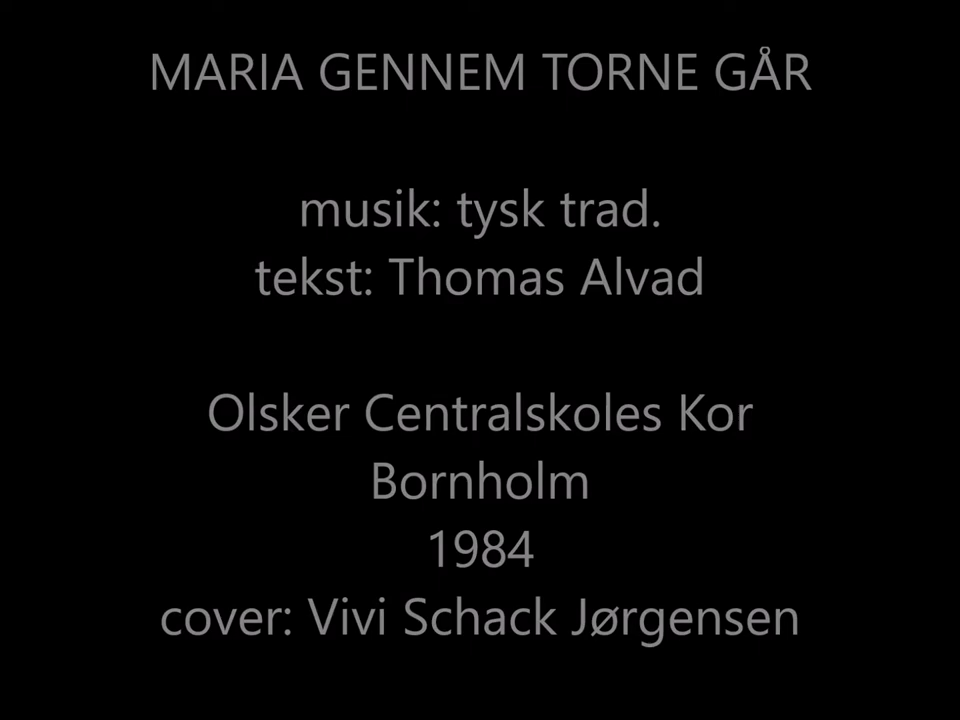 MARIA GENNEM TORNE GÅR
musik: tysk trad.
tekst: Thomas Alvad
Olsker Centralskoles Kor
Bornholm
1984
cover: Vivi Schack Jørgensen